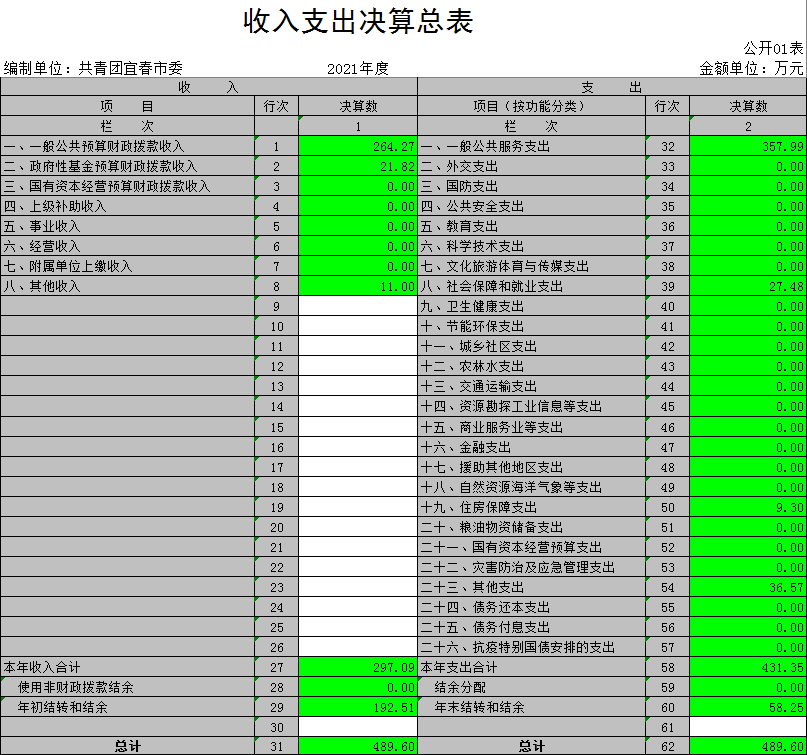 收入支出决算总表
公开01表
编制单位：共青团宜春市委 2021年度 金额单位：万元
收 入 支 出
项 目 行次 决算数 项目（按功能分类） 行次 决算数
栏 次 1 栏 次 2
一、一般公共预算财政拨款收入 1 264.27 一、一般公共服务支出 32 357.99
二、政府性基金预算财政拨款收入 2 21.82 二、外交支出 33 0.00
三、国有资本经营预算财政拨款收入 3 0.00 三、国防支出 34 0.00
四、上级补助收入 4 0.00 四、公共安全支出 35 0.00
五、事业收入 5 0.00 五、教育支出 36 0.00
六、经营收入 6 0.00 六、科学技术支出 37 0.00
七、附属单位上缴收入 7 0.00 七、文化旅游体育与传媒支出 38 0.00
八、其他收入 8 11.00 八、社会保障和就业支出 39 27.48
9 九、卫生健康支出 40 0.00
10 十、节能环保支出 41 0.00
11 十一、城乡社区支出 42 0.00
12 十二、农林水支出 43 0.00
13 十三、交通运输支出 44 0.00
14 十四、资源勘探工业信息等支出 45 0.00
15 十五、商业服务业等支出 46 0.00
16 十六、金融支出 47 0.00
17 十七、援助其他地区支出 48 0.00
18 十八、自然资源海洋气象等支出 49 0.00
19 十九、住房保障支出 50 9.30
20 二十、粮油物资储备支出 51 0.00
21 二十一、国有资本经营预算支出 52 0.00
22 二十二、灾害防治及应急管理支出 53 0.00
23 二十三、其他支出 54 36.57
24 二十四、债务还本支出 55 0.00
25 二十五、债务付息支出 56 0.00
26 二十六、抗疫特别国债安排的支出 57 0.00
本年收入合计 27 297.09 本年支出合计 58 431.35
使用非财政拨款结余 28 0.00 结余分配 59 0.00
年初结转和结余 29 192.51 年末结转和结余 60 58.25
30 61
总计 31 489.60 总计 62 489.60